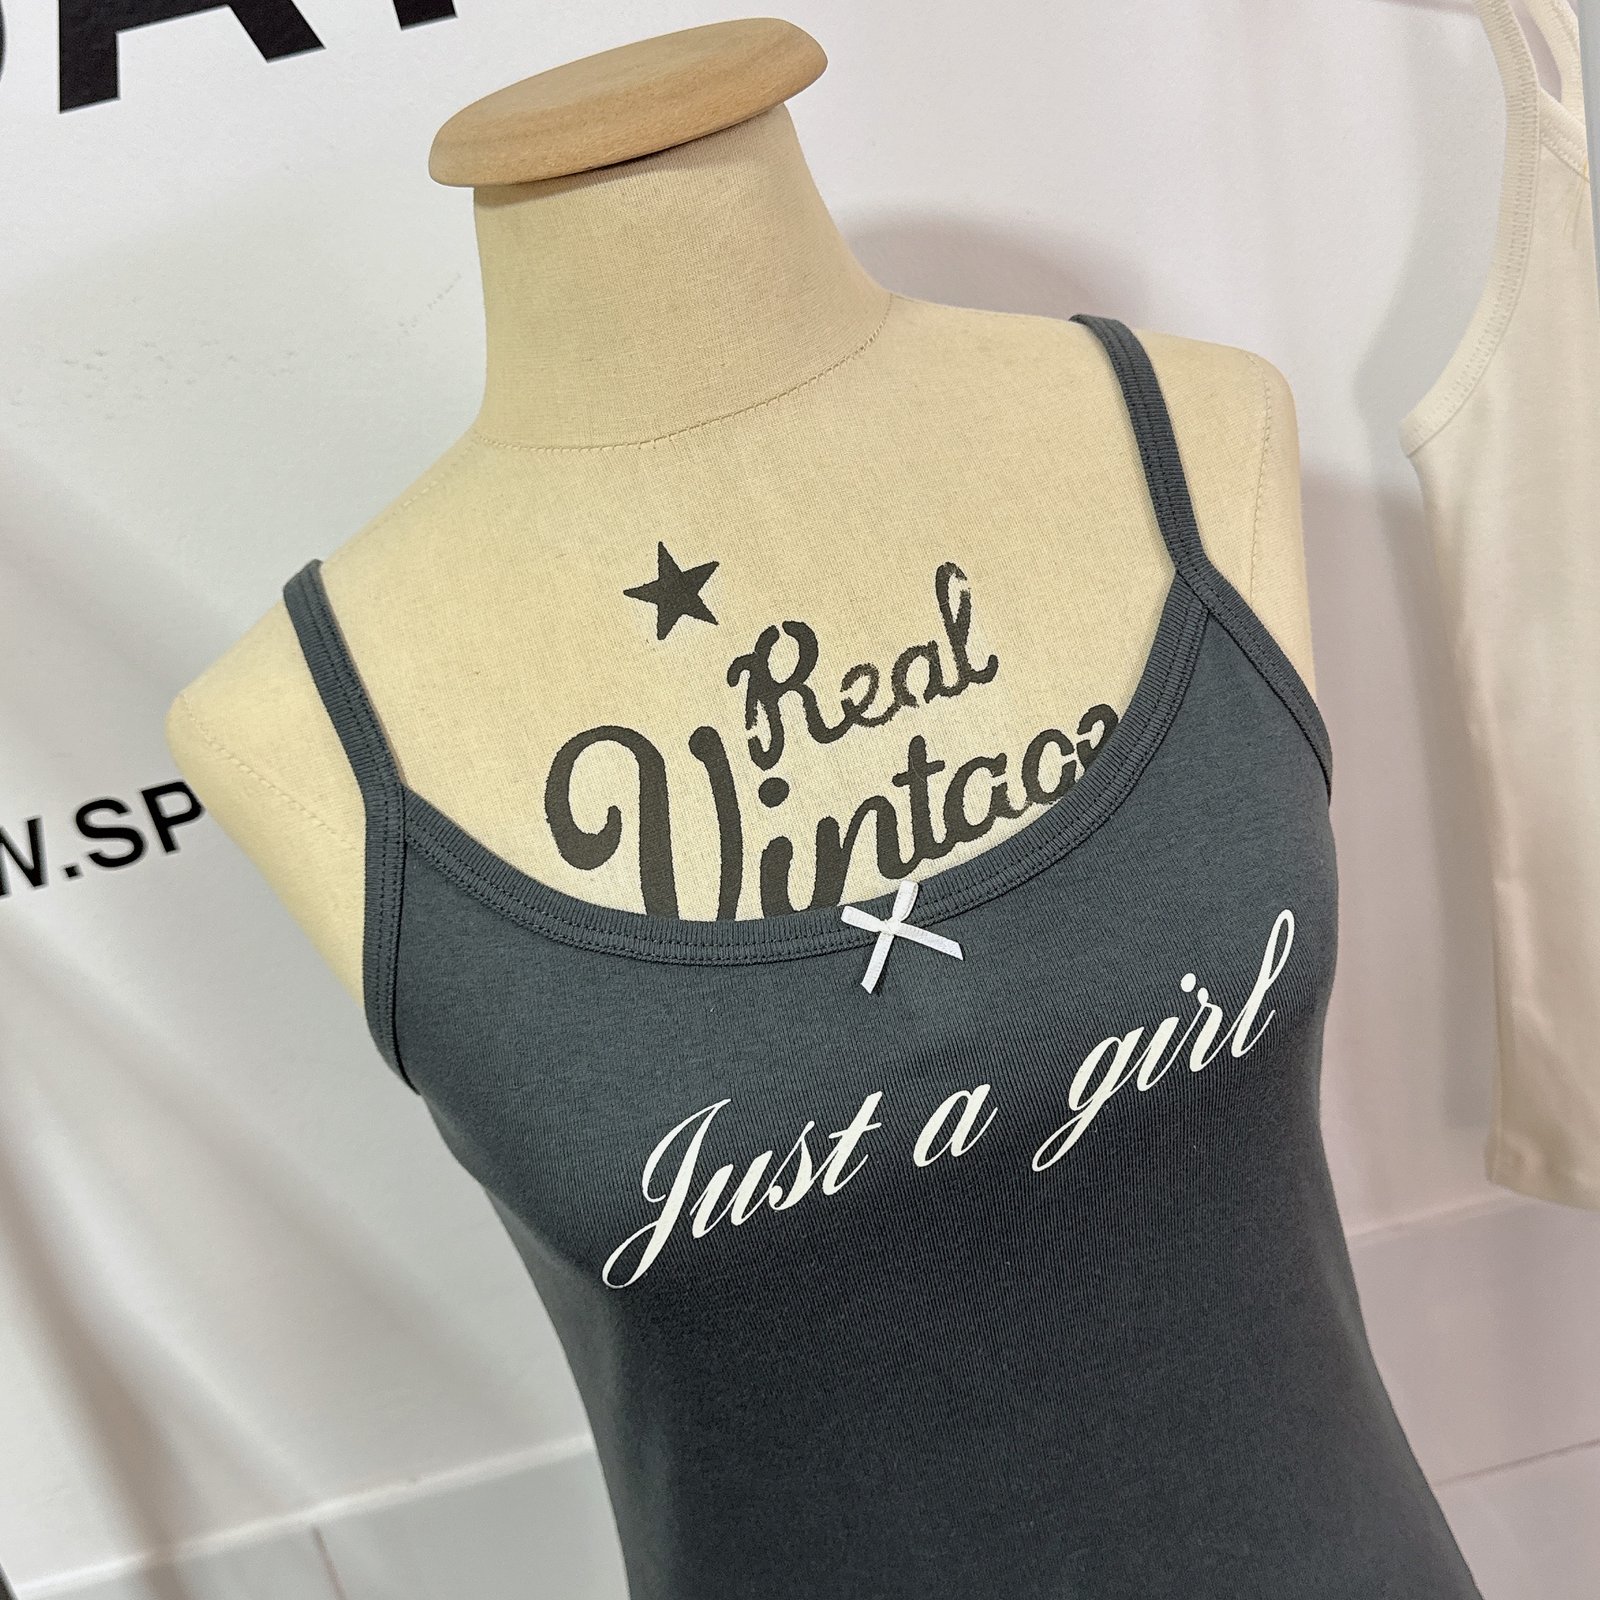 Real
Vintage
Just a girl